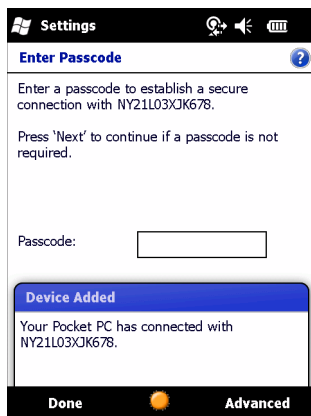 Settings
Enter Passcode
?
Enter a passcode to establish a secure
connection with NY21L03XJK678.
Press ‘Next’ to continue if a passcode is not
required.
Passcode:
Device Added
Your Pocket PC has connected with
NY21L03XJK678.
Done
Advanced